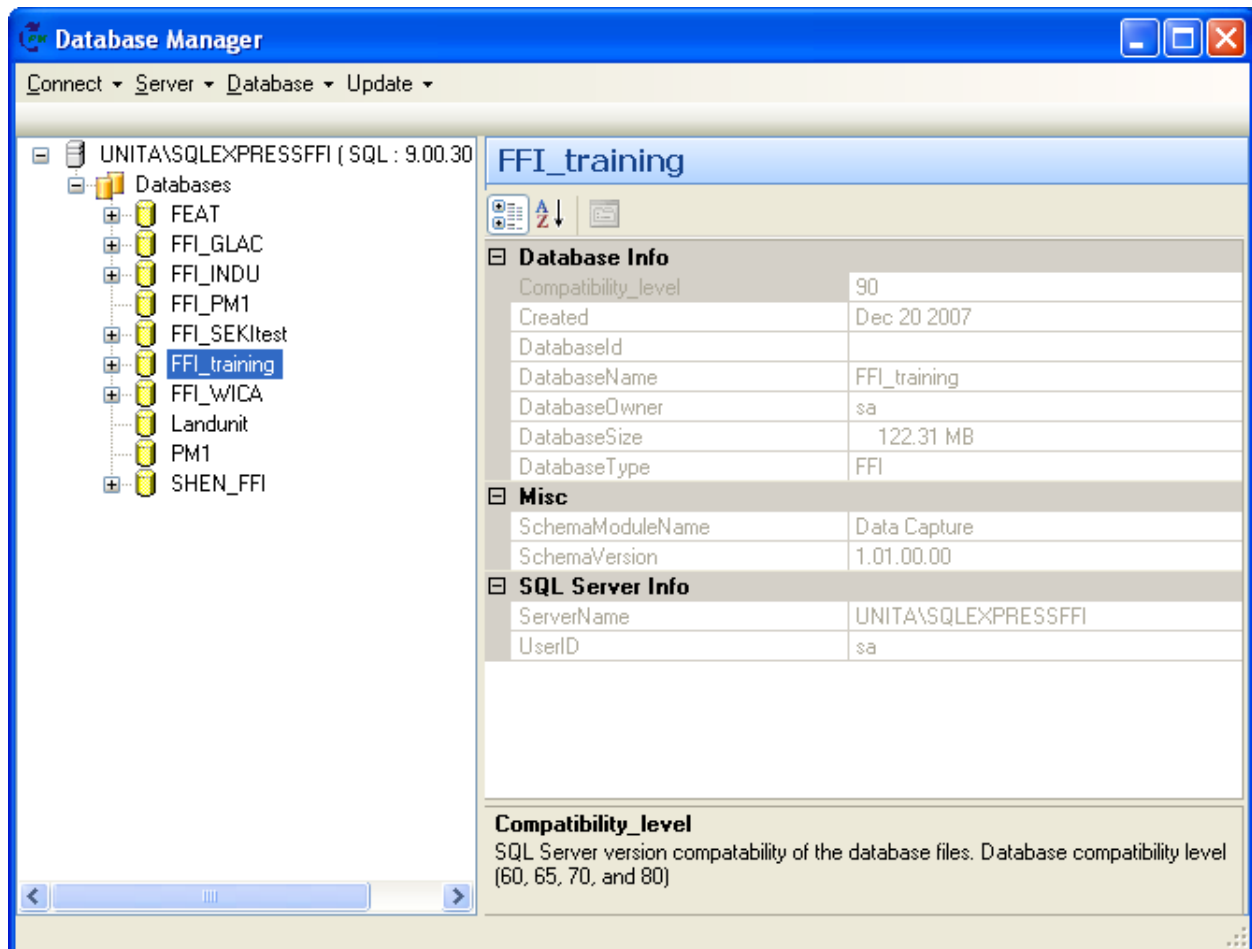 Database Manager
Connect Server Database Update
UNITA\SQLEXPRESSFFI ( SQL : 9.00.30
Databases
FEAT
FFI_GLAC
FFI_INDU
FFI_PM1
FFI_SEKItest
FFI_training
FFI_WICA
Landunit
PM1
SHEN_FFI
FFI_training
Database Info
Compatibility_level 90
Created Dec 20 2007
DatabaseId
DatabaseName FFI_training
DatabaseOwner sa
DatabaseSize 122.31 MB
DatabaseType FFI
Misc
SchemaModuleName Data Capture
SchemaVersion 1.01.00.00
SQL Server Info
ServerName UNITA\SQLEXPRESSFFI
UserID sa
Compatibility_level
SQL Server version compatability of the database files. Database compatibility level
(60, 65, 70, and 80)